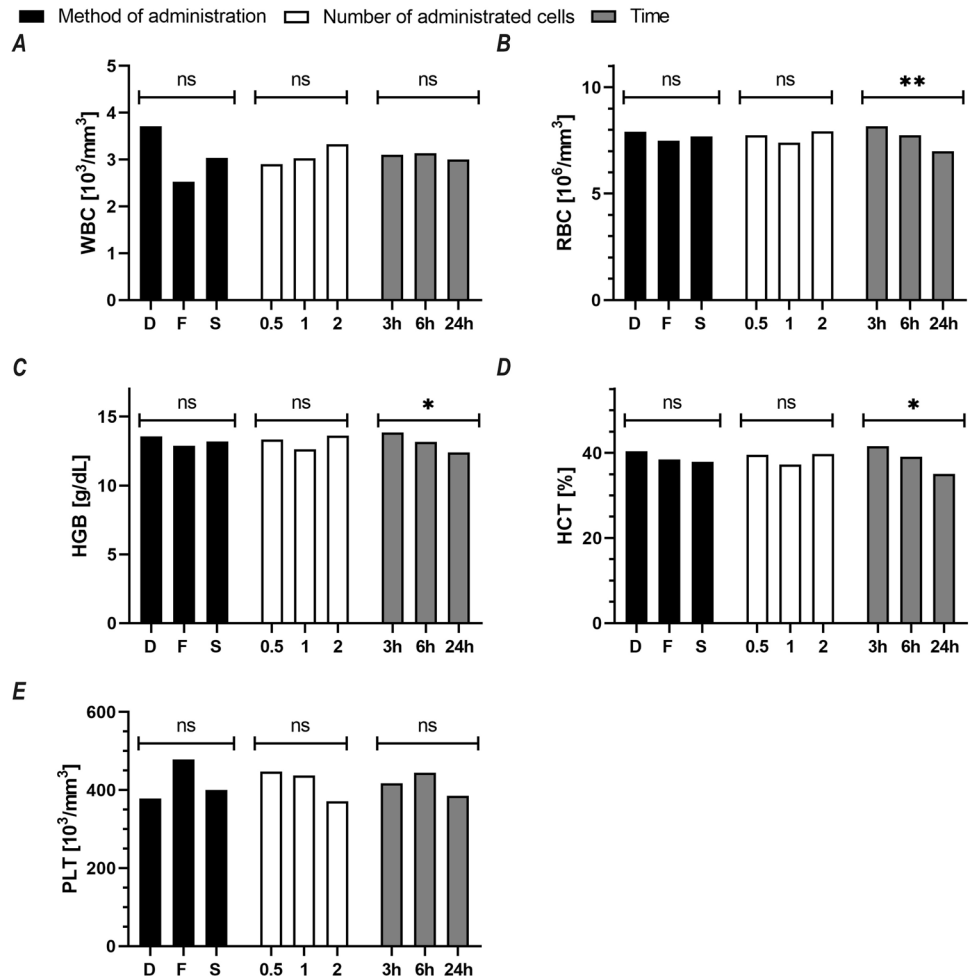 Method of administration Number of administrated cells Time
A
WBC [10³/mm³]
5
4
3
2
1
0
ns ns ns
D F S 0.5 1 2 3h 6h 24h
B
RBC [10⁶/mm³]
10
5
0
ns ns **
D F S 0.5 1 2 3h 6h 24h
C
HGB [g/dL]
15
10
5
0
ns ns *
D F S 0.5 1 2 3h 6h 24h
D
HCT [%]
40
20
0
ns ns *
D F S 0.5 1 2 3h 6h 24h
E
PLT [10³/mm³]
600
400
200
0
ns ns ns
D F S 0.5 1 2 3h 6h 24h